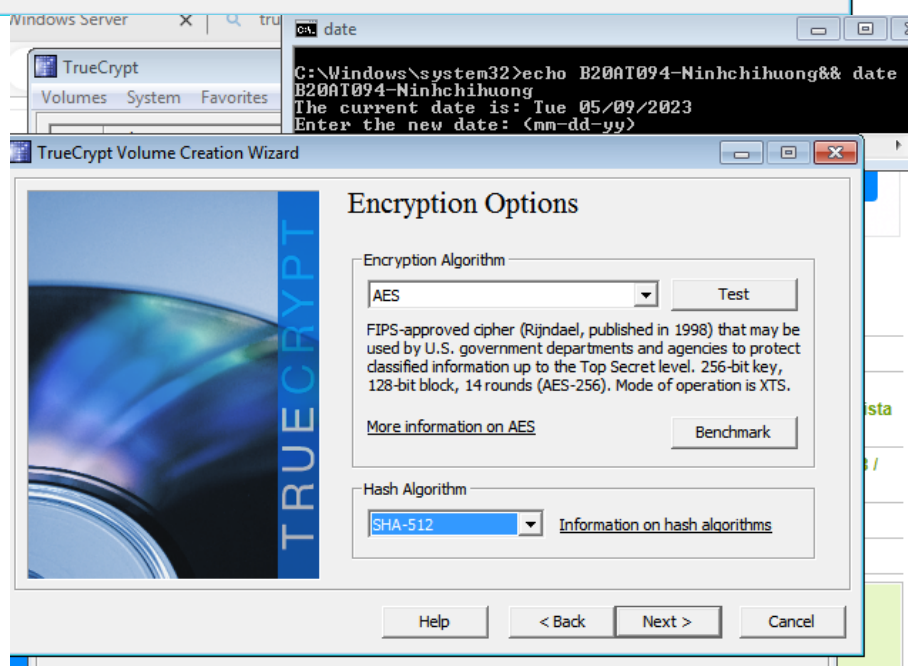 Windows Server
tru
date
TrueCrypt
Volumes System Favorites
C:\Windows\system32>echo B20AT094-Ninhchihuong&& date
B20AT094-Ninhchihuong
The current date is: Tue 05/09/2023
Enter the new date: (mm-dd-yy)
TrueCrypt Volume Creation Wizard
TRUECRYPT
Encryption Options
Encryption Algorithm
AES
Test
FIPS-approved cipher (Rijndael, published in 1998) that may be
used by U.S. government departments and agencies to protect
classified information up to the Top Secret level. 256-bit key,
128-bit block, 14 rounds (AES-256). Mode of operation is XTS.
More information on AES
Benchmark
Hash Algorithm
SHA-512
Information on hash algorithms
Help
< Back
Next >
Cancel
ista